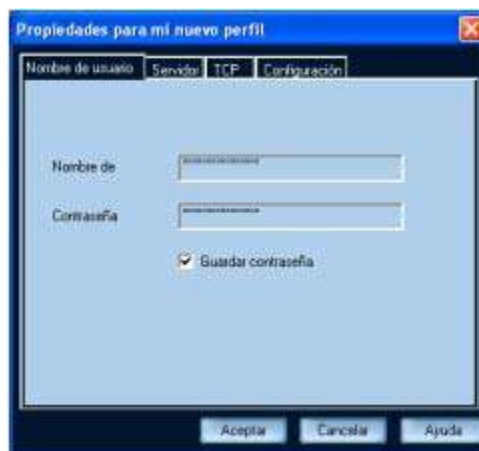 Propiedades para mi nuevo perfil
Nombre de usuario Servidor TCP Configuración
Nombre de
Contraseña
Guardar contraseña
Aceptar Cancelar Ayuda